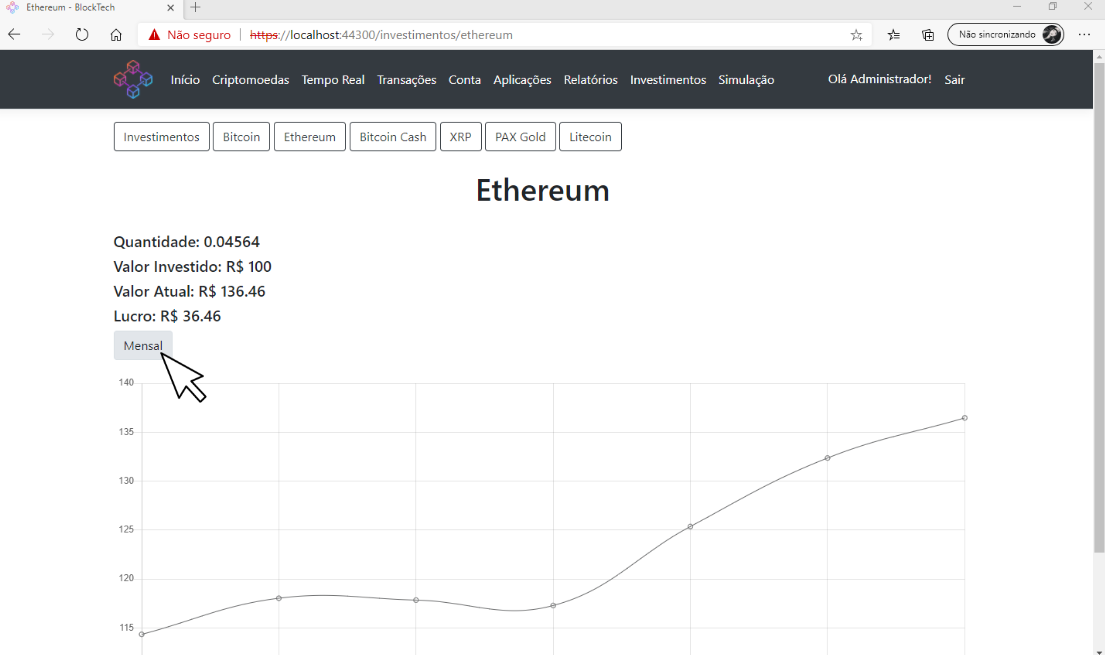 Ethereum - BlockTech
Não seguro | https://localhost:44300/investimentos/ethereum
Não sincronizando
Início Criptomoedas Tempo Real Transações Conta Aplicações Relatórios Investimentos Simulação Olá Administrador! Sair
Investimentos Bitcoin Ethereum Bitcoin Cash XRP PAX Gold Litecoin
Ethereum
Quantidade: 0.04564
Valor Investido: R$ 100
Valor Atual: R$ 136.46
Lucro: R$ 36.46
Mensal
140
135
130
125
120
115